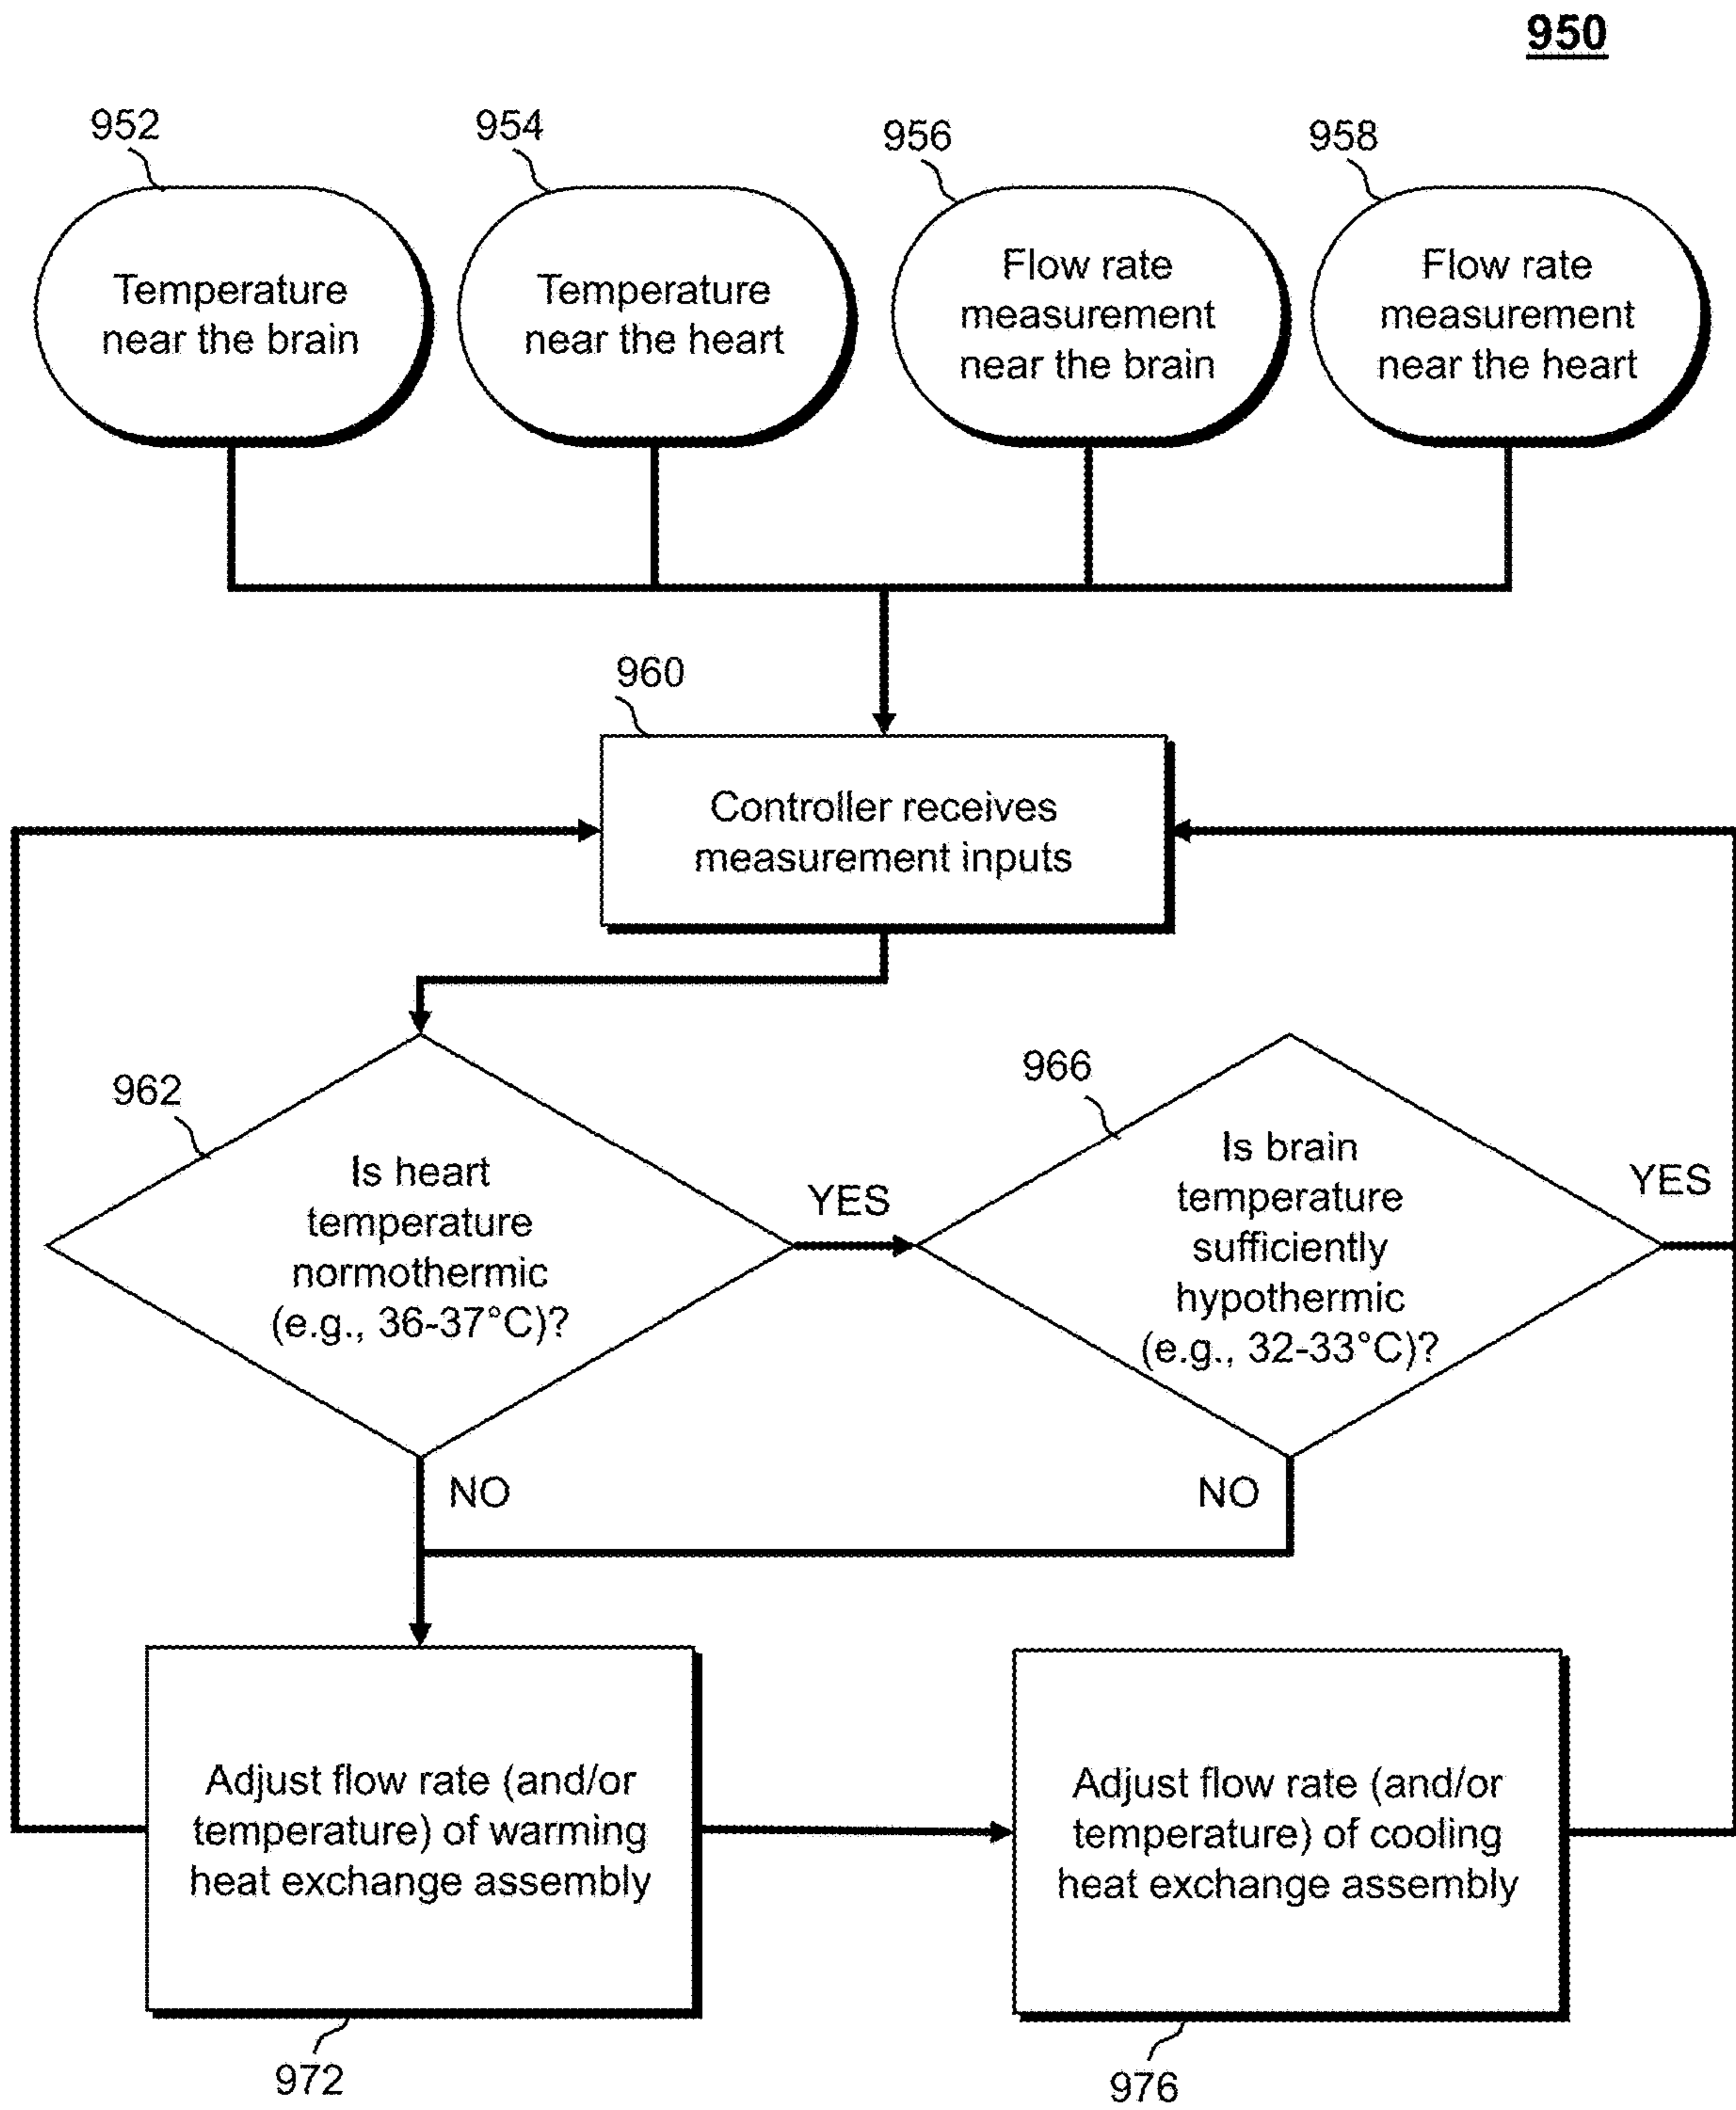 950
952
954
956
958
Temperature
near the brain
Temperature
near the heart
Flow rate
measurement
near the brain
Flow rate
measurement
near the heart
960
Controller receives
measurement inputs
962
Is heart
temperature
normothermic
(e.g., 36-37°C)?
YES
NO
966
Is brain
temperature
sufficiently
hypothermic
(e.g., 32-33°C)?
YES
NO
Adjust flow rate (and/or
temperature) of warming
heat exchange assembly
972
Adjust flow rate (and/or
temperature) of cooling
heat exchange assembly
976